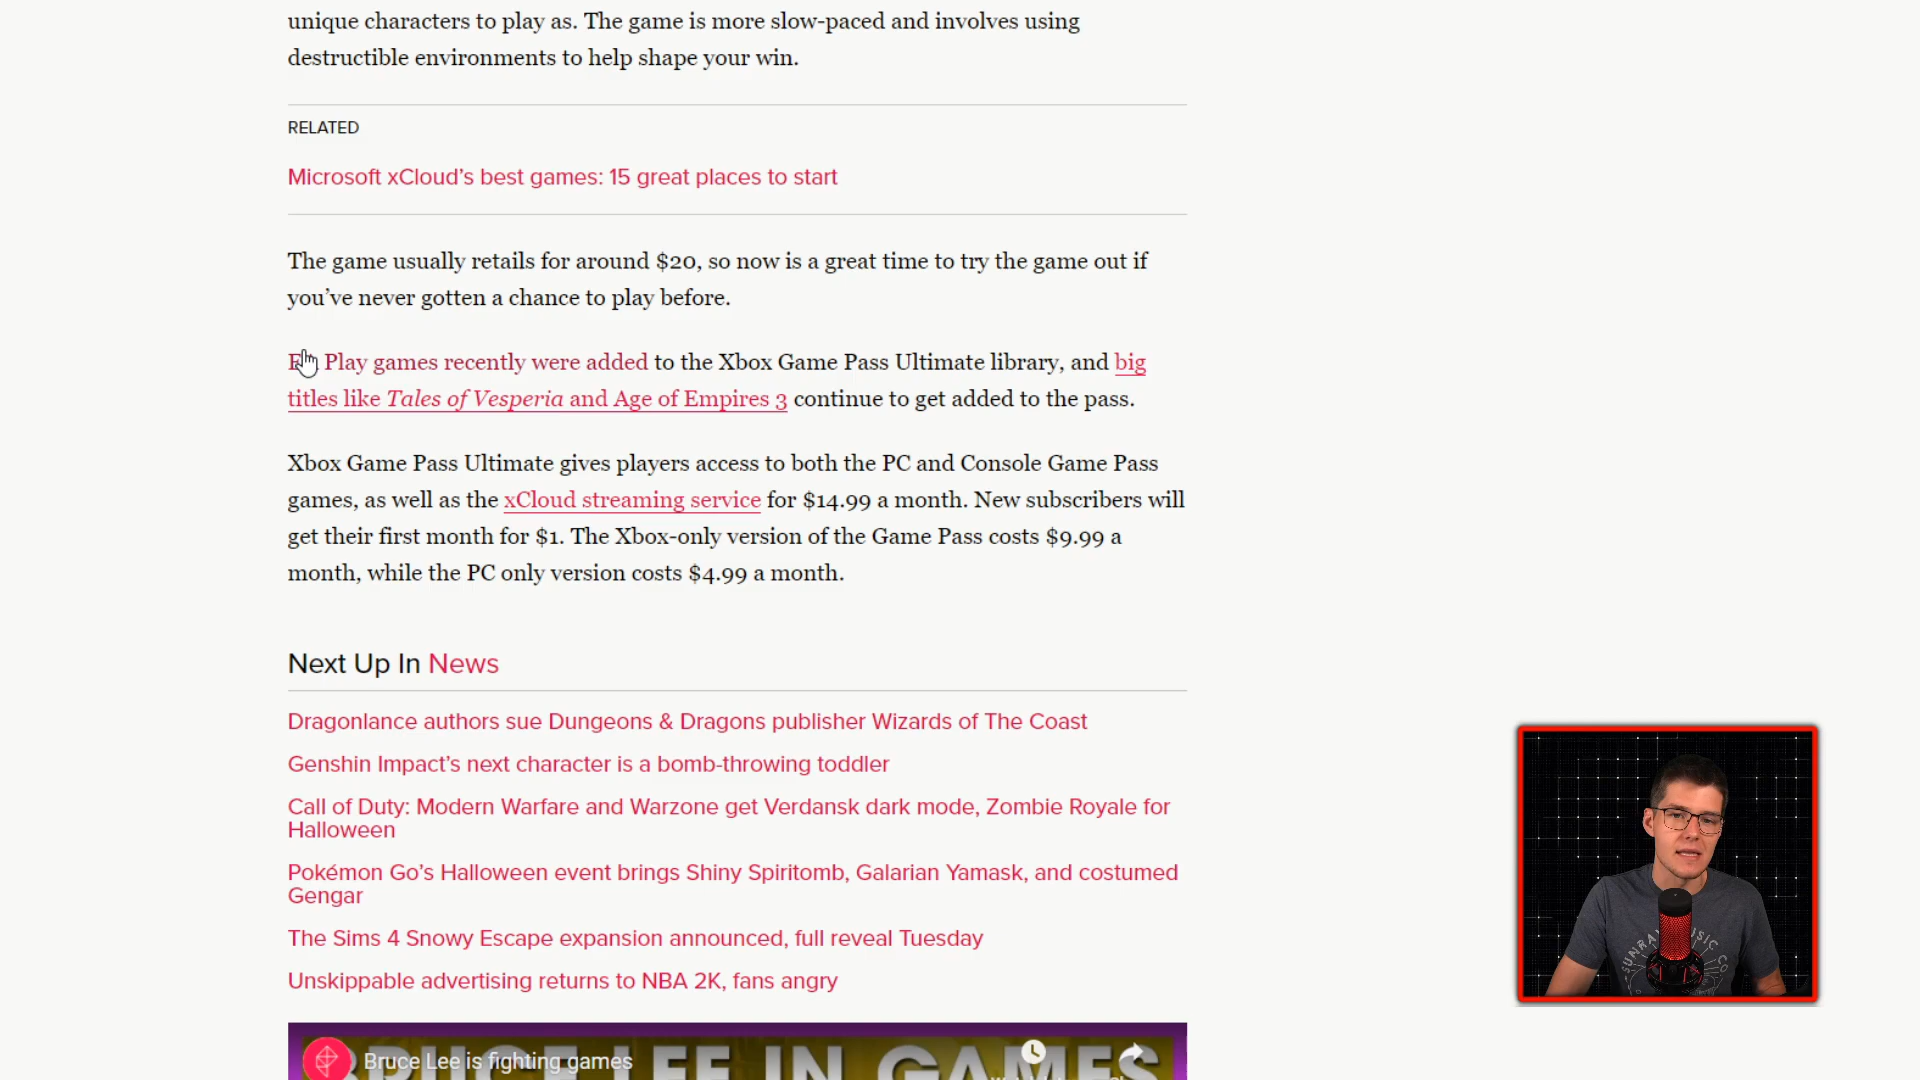 unique characters to play as. The game is more slow-paced and involves using
destructible environments to help shape your win.
RELATED
Microsoft xCloud’s best games: 15 great places to start
The game usually retails for around $20, so now is a great time to try the game out if
you’ve never gotten a chance to play before.
Play games recently were added to the Xbox Game Pass Ultimate library, and big
titles like Tales of Vesperia and Age of Empires 3 continue to get added to the pass.
Xbox Game Pass Ultimate gives players access to both the PC and Console Game Pass
games, as well as the xCloud streaming service for $14.99 a month. New subscribers will
get their first month for $1. The Xbox-only version of the Game Pass costs $9.99 a
month, while the PC only version costs $4.99 a month.
Next Up In News
Dragonlance authors sue Dungeons & Dragons publisher Wizards of The Coast
Genshin Impact’s next character is a bomb-throwing toddler
Call of Duty: Modern Warfare and Warzone get Verdansk dark mode, Zombie Royale for
Halloween
Pokémon Go’s Halloween event brings Shiny Spiritomb, Galarian Yamask, and costumed
Gengar
The Sims 4 Snowy Escape expansion announced, full reveal Tuesday
Unskippable advertising returns to NBA 2K, fans angry
Bruce Lee is fighting games
BRUCE LEE IN GAMES